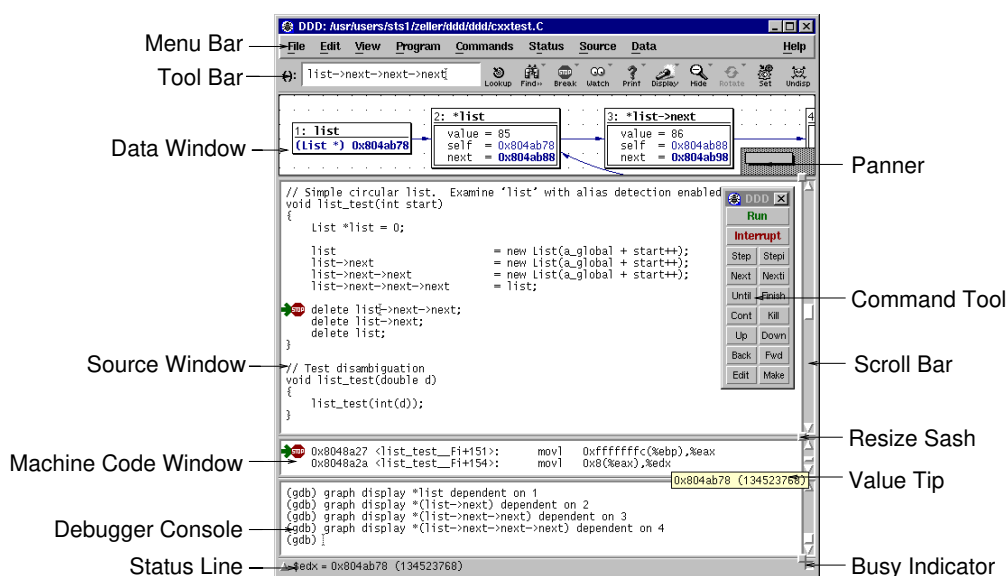 DDD: /usr/users/sts1/zeller/ddd/ddd/cxxtest.C
Menu Bar
File Edit View Program Commands Status Source Data Help
Tool Bar
(): list->next->next->next
Lookup Find>> Break Watch Print Display Hide Rotate Set Undisp
Data Window
1: list
(List *) 0x804ab78
2: *list
value = 85
self = 0x804ab78
next = 0x804ab88
3: *list->next
value = 86
self = 0x804ab88
next = 0x804ab98
4
Panner
// Simple circular list. Examine ‘list’ with alias detection enabled
void list_test(int start)
{
List *list = 0;
list = new List(a_global + start++);
list->next = new List(a_global + start++);
list->next->next = new List(a_global + start++);
list->next->next->next = list;
STOP delete list->next->next;
delete list->next;
delete list;
}
// Test disambiguation
void list_test(double d)
{
list_test(int(d));
}
Source Window
DDD
Run
Interrupt
Step Stepi
Next Nexti
Until Finish
Cont Kill
Up Down
Back Fwd
Edit Make
Command Tool
Scroll Bar
Resize Sash
Machine Code Window
STOP 0x8048a27 <list_test__Fi+151>: movl 0xfffffffc(%ebp),%eax
0x8048a2a <list_test__Fi+154>: movl 0x8(%eax),%edx
0x804ab78 (134523768)
Value Tip
Debugger Console
(gdb) graph display *list dependent on 1
(gdb) graph display *(list->next) dependent on 2
(gdb) graph display *(list->next->next) dependent on 3
(gdb) graph display *(list->next->next->next) dependent on 4
(gdb)
Status Line
$edx = 0x804ab78 (134523768)
Busy Indicator